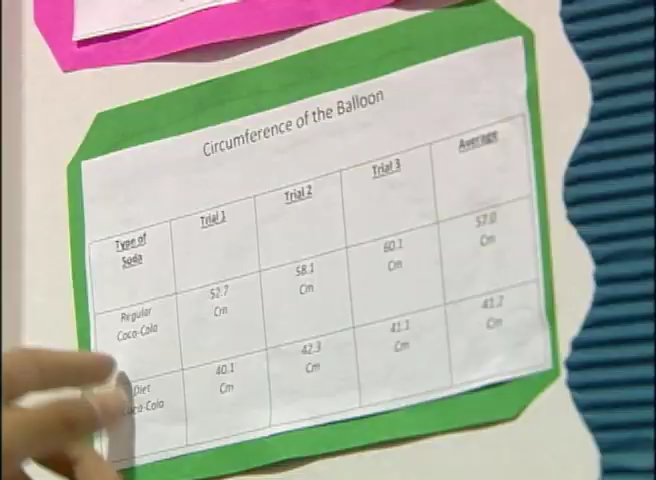 Circumference of the Balloon
Type of Soda Trial 1 Trial 2 Trial 3 Average
Regular Coca-Cola 52.7 Cm 58.1 Cm 60.1 Cm 57.0 Cm
Diet Coca-Cola 40.1 Cm 42.3 Cm 41.1 Cm 41.2 Cm